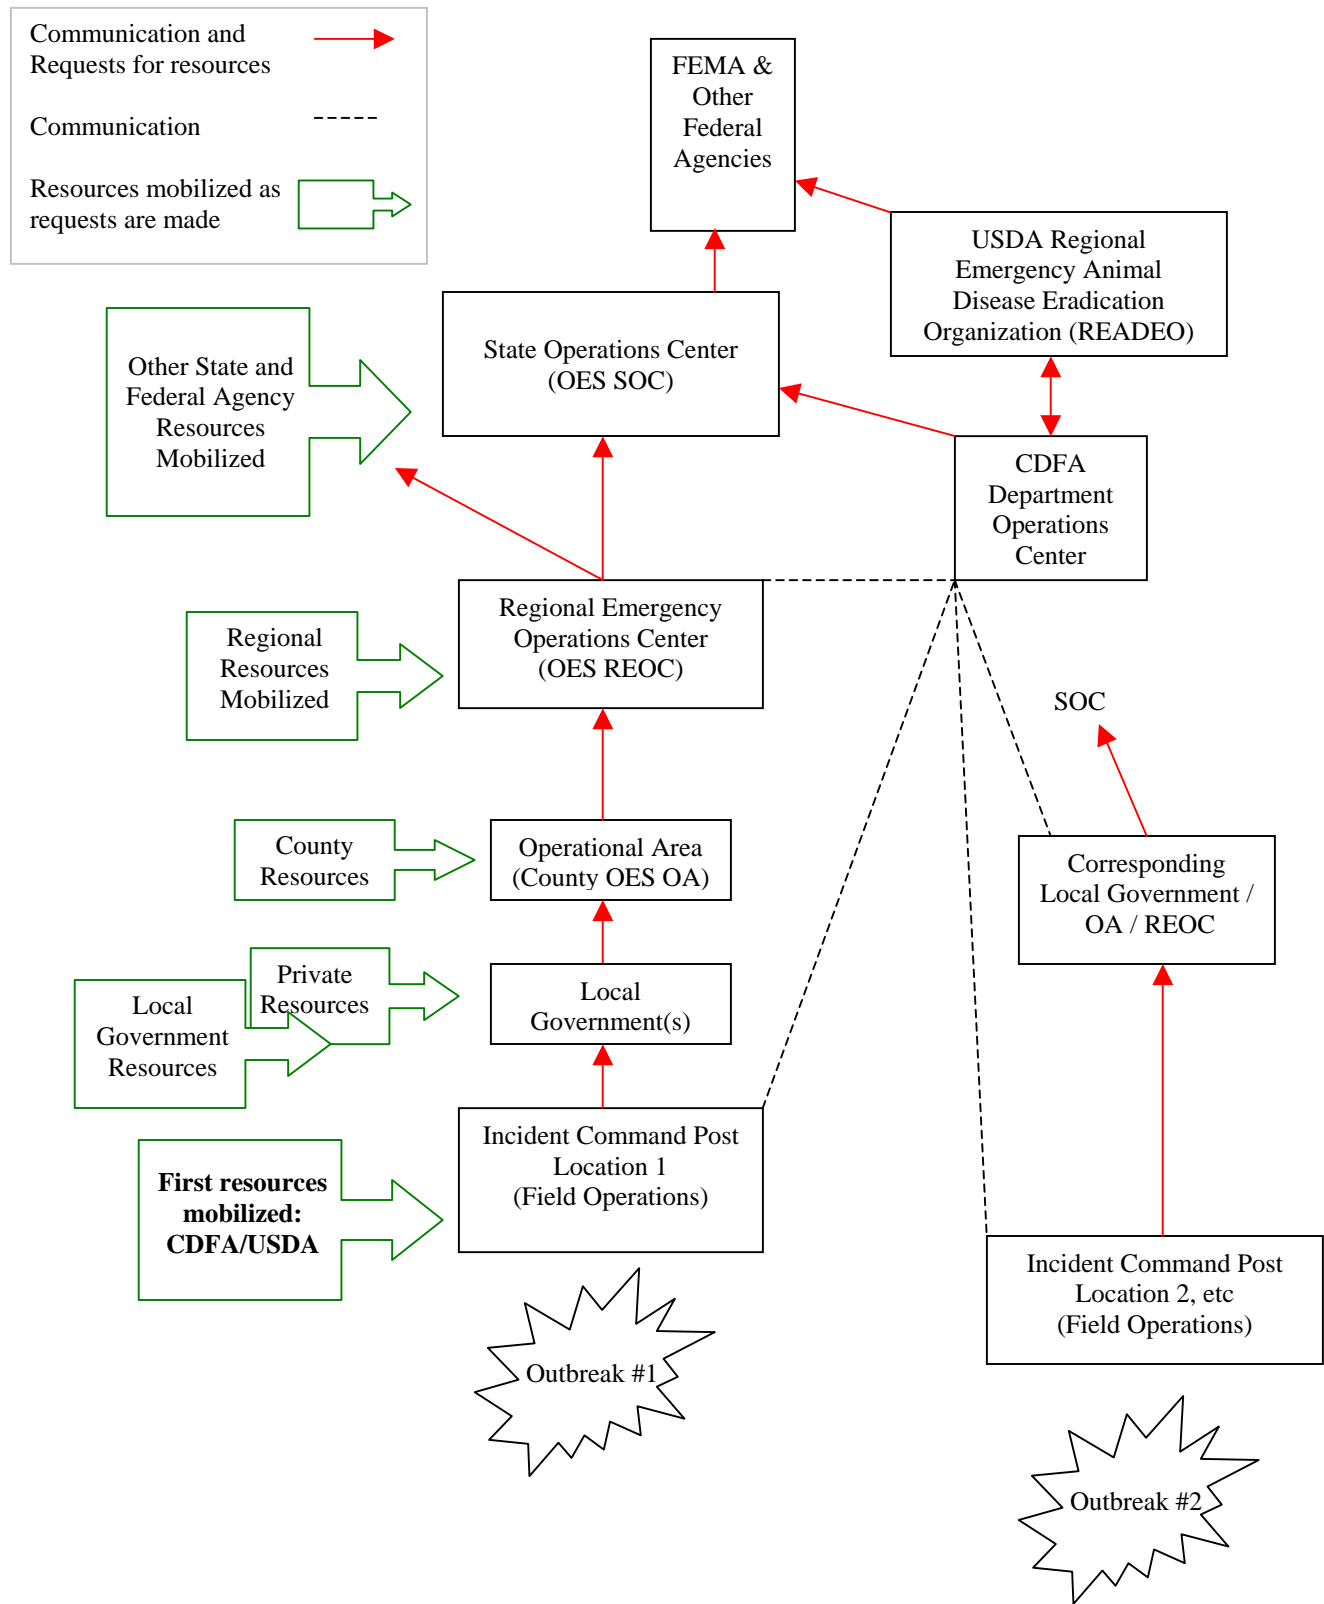 Communication and
Requests for resources
Communication
Resources mobilized as
requests are made
FEMA &
Other
Federal
Agencies
USDA Regional
Emergency Animal
Disease Eradication
Organization (READEO)
State Operations Center
(OES SOC)
Other State and
Federal Agency
Resources
Mobilized
CDFA
Department
Operations
Center
Regional Emergency
Operations Center
(OES REOC)
Regional
Resources
Mobilized
SOC
County
Resources
Operational Area
(County OES OA)
Corresponding
Local Government /
OA / REOC
Private
Resources
Local
Government
Resources
Local
Government(s)
Incident Command Post
Location 1
(Field Operations)
First resources
mobilized:
CDFA/USDA
Incident Command Post
Location 2, etc
(Field Operations)
Outbreak #1
Outbreak #2